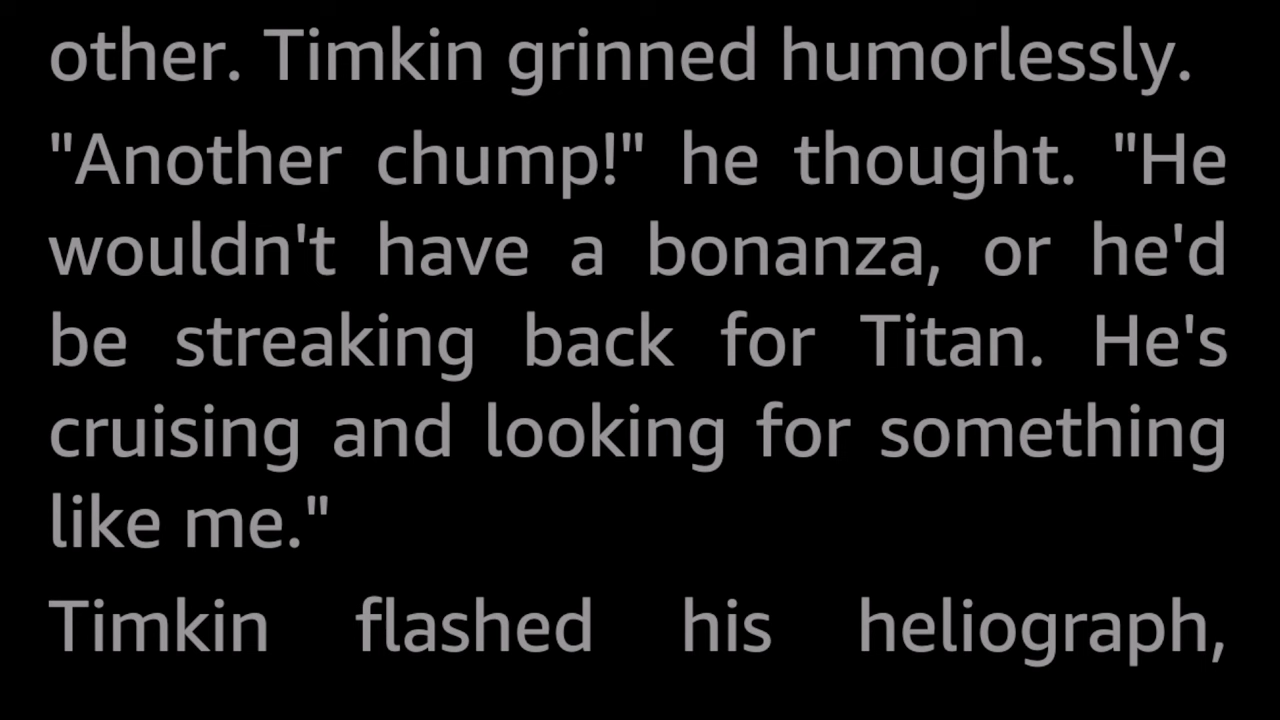 other. Timkin grinned humorlessly.
"Another chump!" he thought. "He
wouldn't have a bonanza, or he'd
be streaking back for Titan. He's
cruising and looking for something
like me."
Timkin flashed his heliograph,